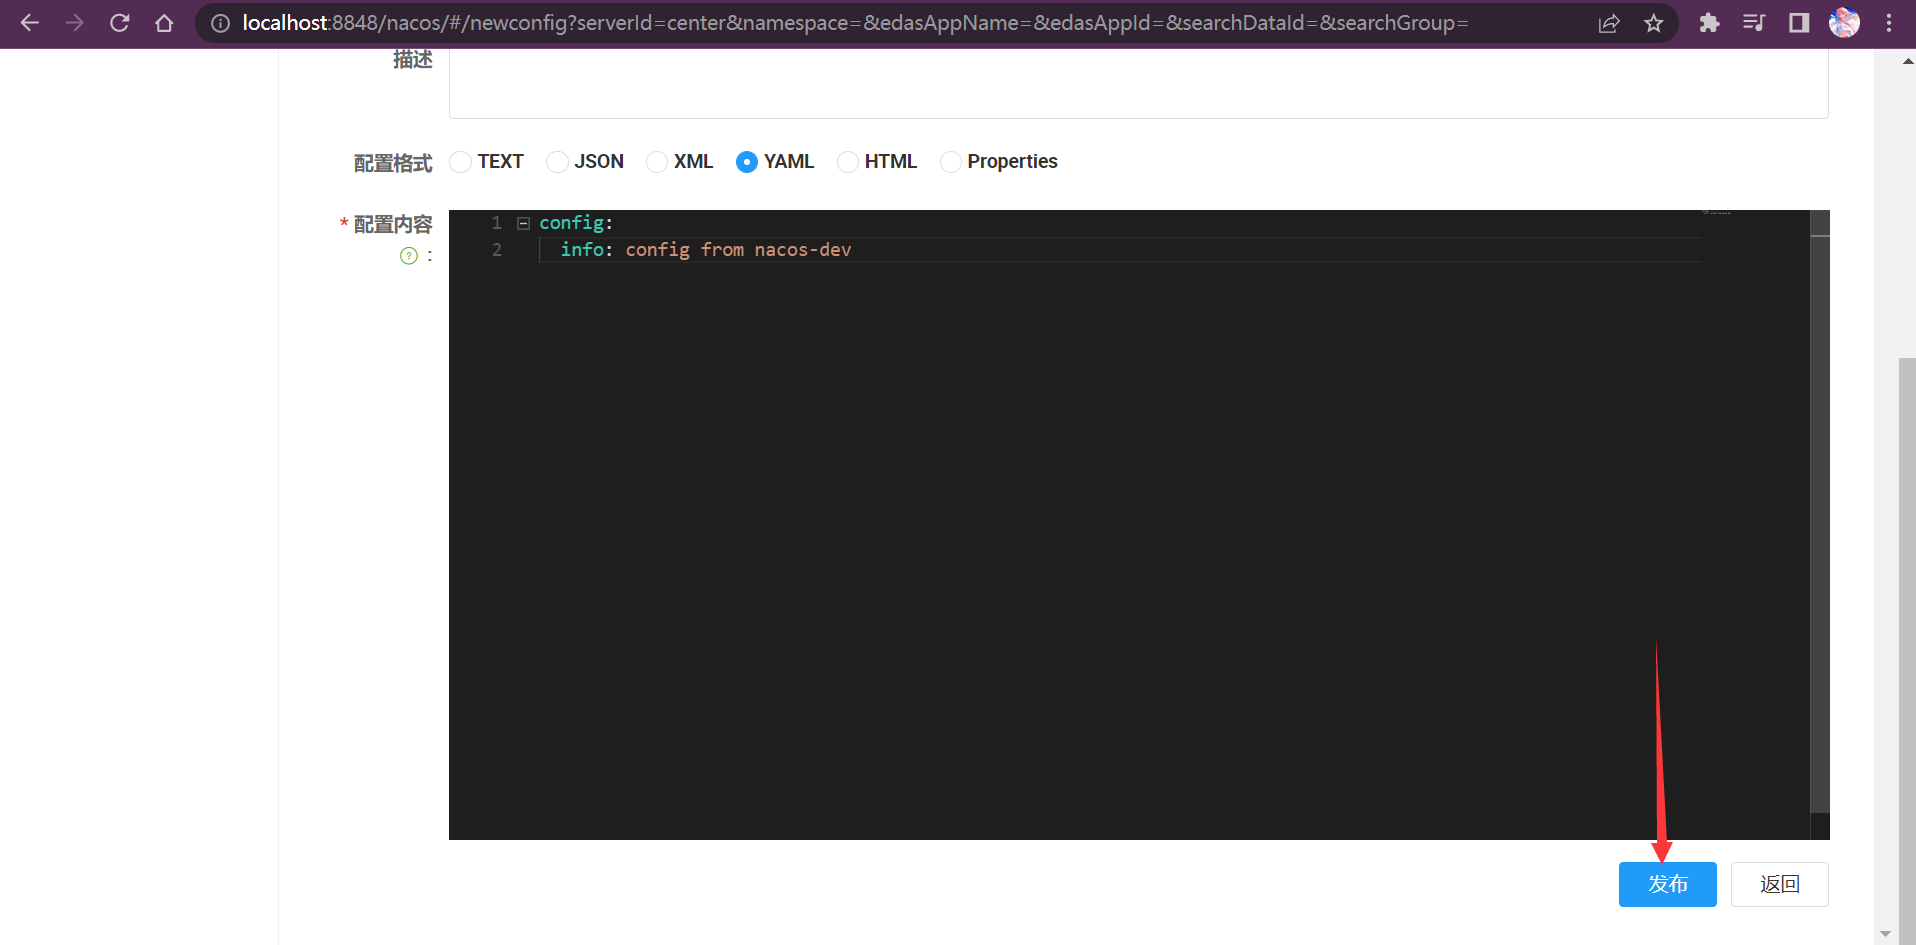 localhost:8848/nacos/#/newconfig?serverId=center&namespace=&edasAppName=&edasAppId=&searchDataId=&searchGroup=
描述
配置格式 TEXT JSON XML YAML HTML Properties
* 配置内容
? :
1 config:
2 info: config from nacos-dev
发布 返回